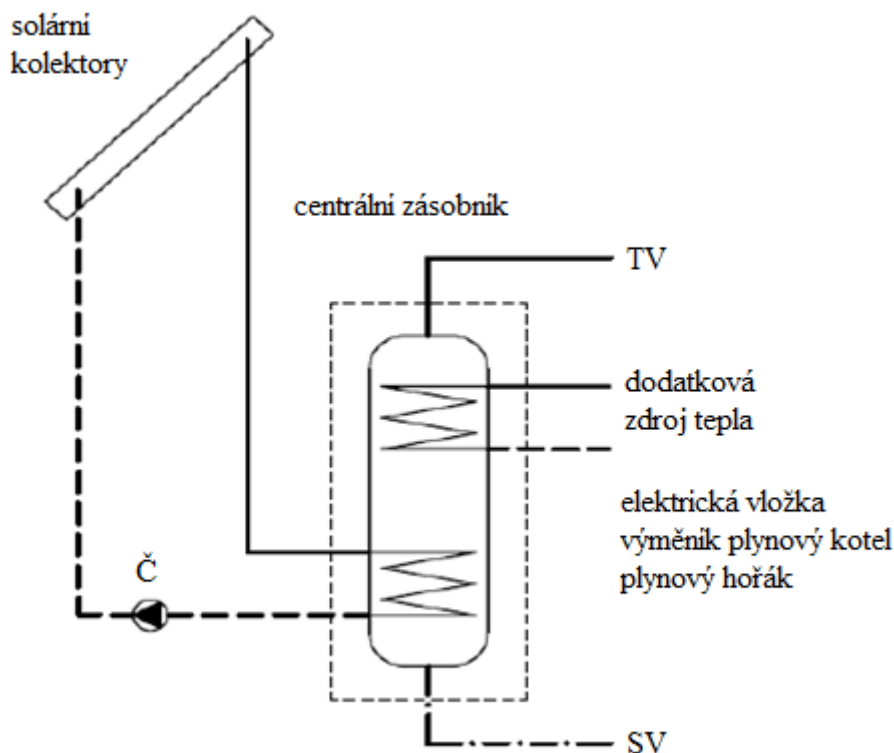 solární
kolektory
centrální zásobník
TV
dodatková
zdroj tepla
elektrická vložka
výměník plynový kotel
plynový hořák
Č
SV